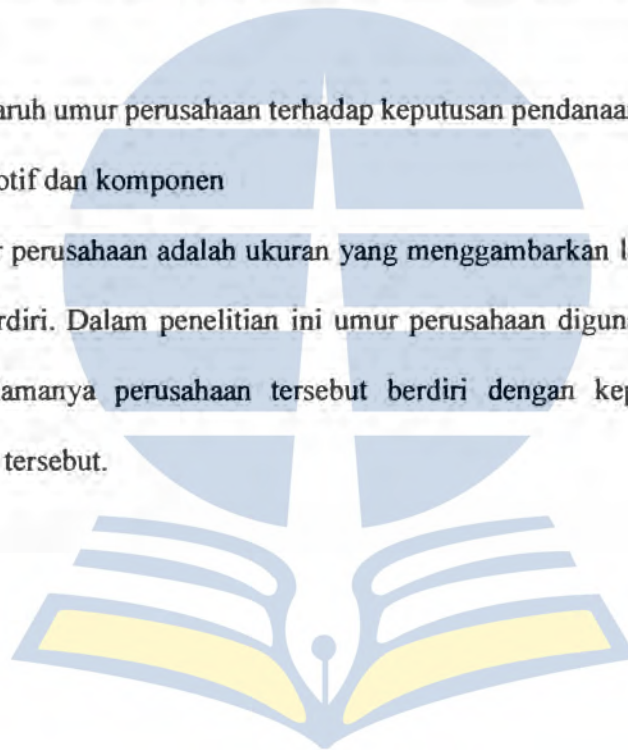 aruh umur perusahaan terhadap keputusan pendanaan
otif dan komponen
r perusahaan adalah ukuran yang menggambarkan l
rdiri. Dalam penelitian ini umur perusahaan digun
amanya perusahaan tersebut berdiri dengan kep
tersebut.